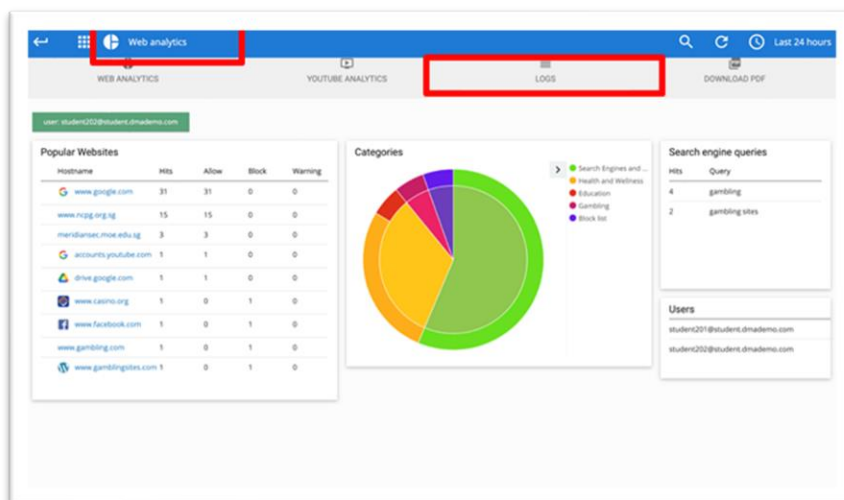 Web analytics
Last 24 hours
WEB ANALYTICS
YOUTUBE ANALYTICS
LOGS
DOWNLOAD PDF
user: student202@student.dmademo.com
Popular Websites
Hostname Hits Allow Block Warning
www.google.com 31 31 0 0
www.ncpg.org.sg 15 15 0 0
meridiansec.moe.edu.sg 3 3 0 0
accounts.youtube.com 1 1 0 0
drive.google.com 1 1 0 0
www.casino.org 1 0 1 0
www.facebook.com 1 0 1 0
www.gambling.com 1 0 1 0
www.gamblingsites.com 1 0 1 0
Categories
Search Engines and ...
Health and Wellness
Education
Gambling
Block list
Search engine queries
Hits Query
4 gambling
2 gambling sites
Users
student201@student.dmademo.com
student202@student.dmademo.com